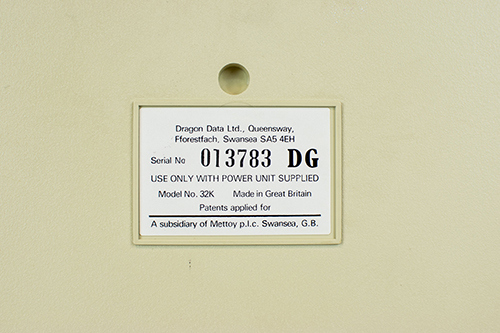 Dragon Data Ltd., Queensway,
Fforestfach, Swansea SA5 4EH
Serial No 013783 DG
USE ONLY WITH POWER UNIT SUPPLIED
Model No. 32K Made in Great Britain
Patents applied for
A subsidiary of Mettoy p.l.c. Swansea, G.B.